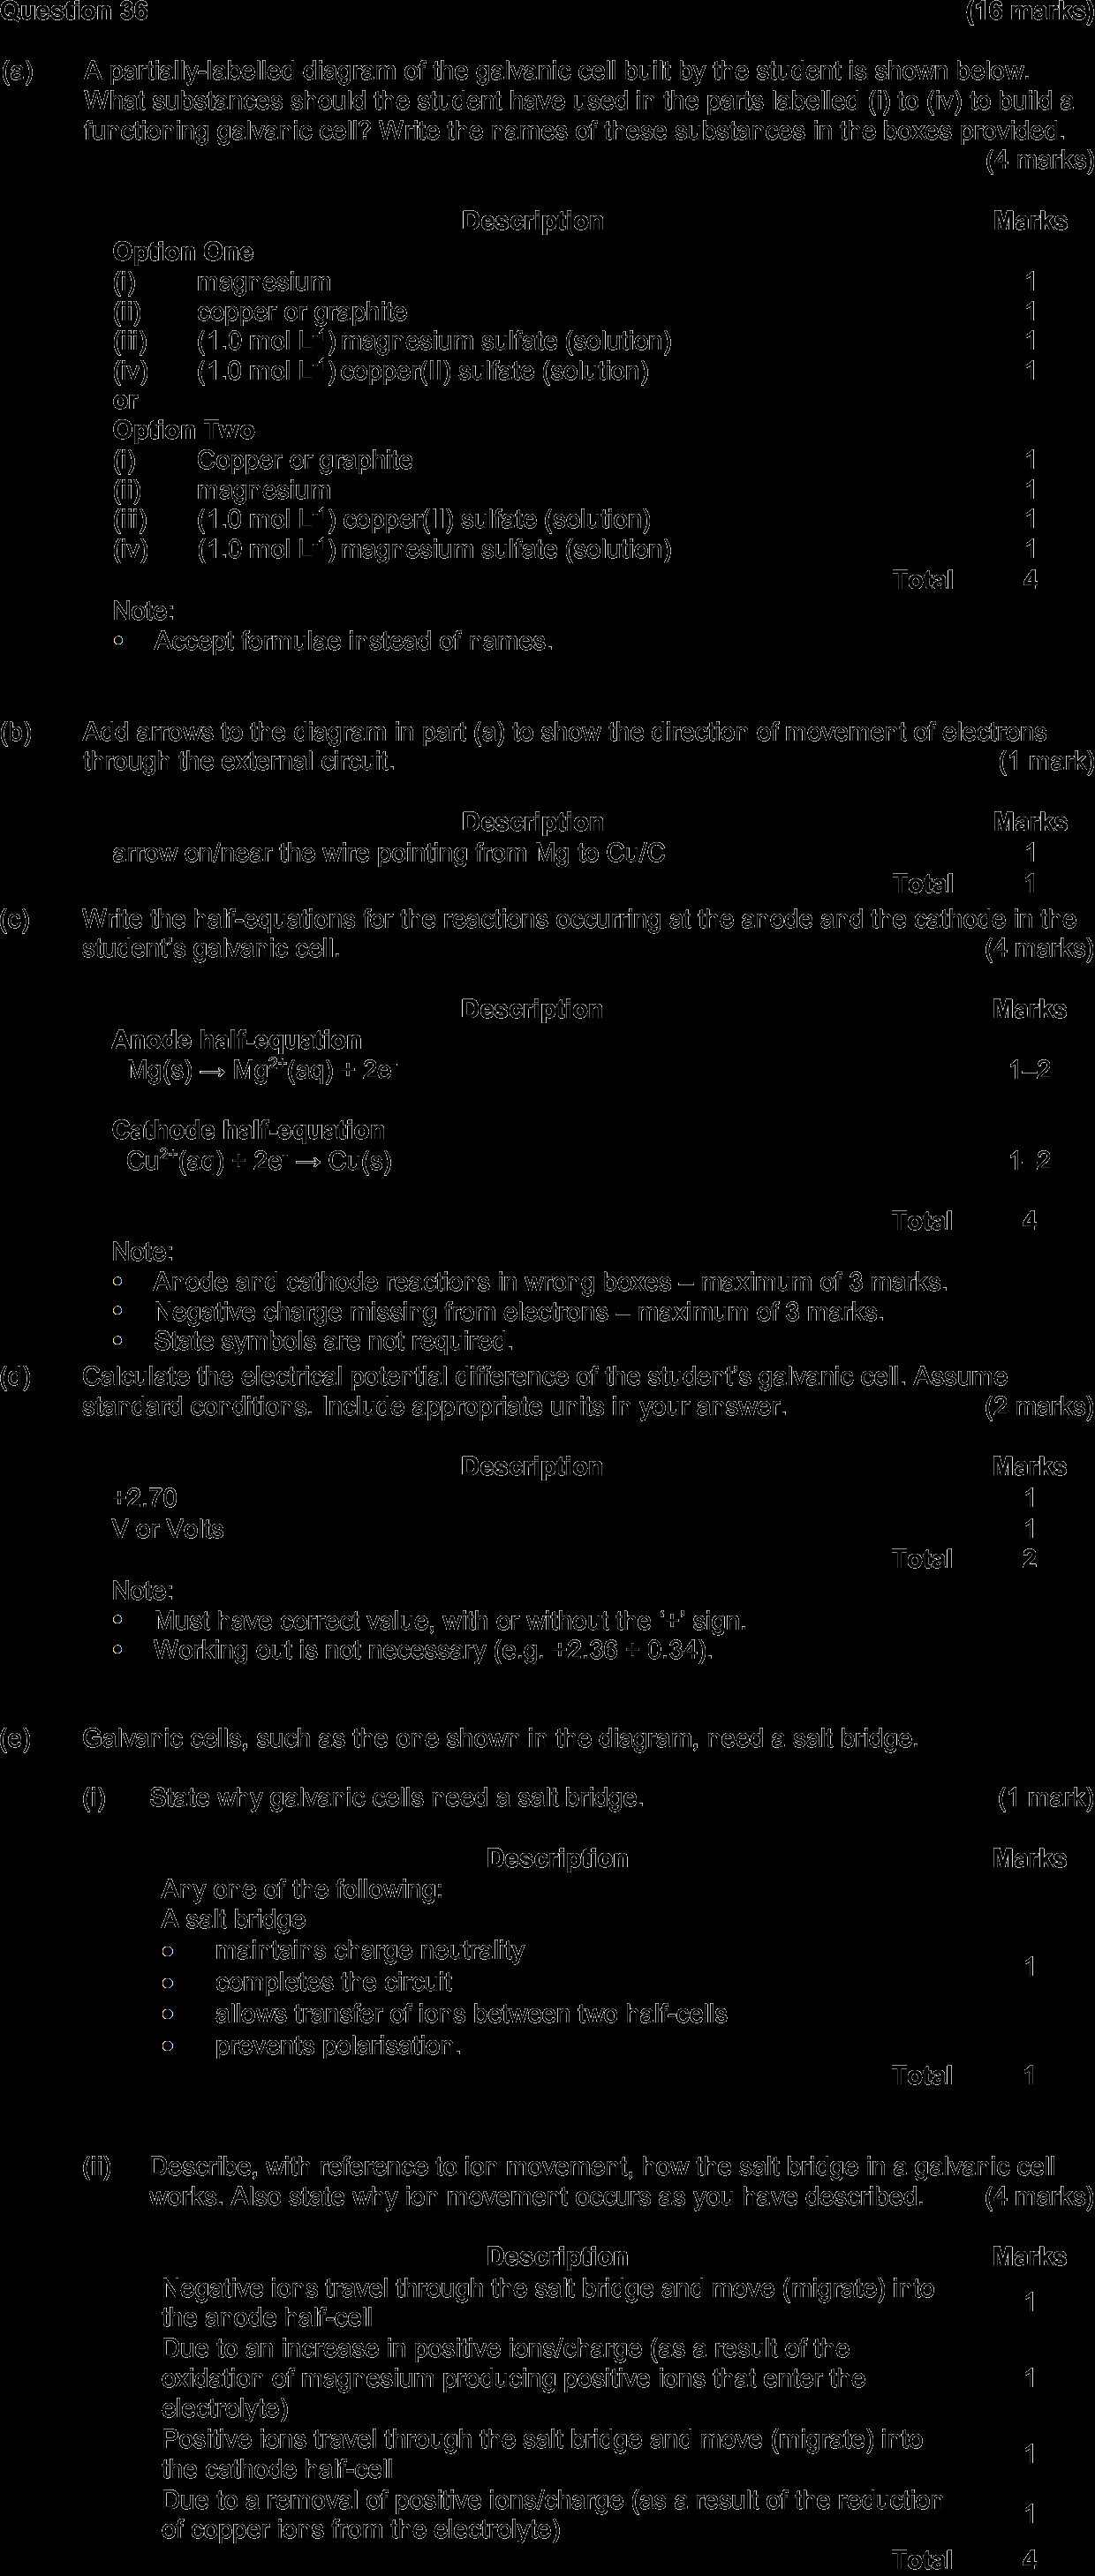 Question 36 (16 marks)
(a) A partially-labelled diagram of the galvanic cell built by the student is shown below.
What substances should the student have used in the parts labelled (i) to (iv) to build a
functioning galvanic cell? Write the names of these substances in the boxes provided.
(4 marks)
Description Marks
Option One
(i) magnesium 1
(ii) copper or graphite 1
(iii) (1.0 mol L⁻¹) magnesium sulfate (solution) 1
(iv) (1.0 mol L⁻¹) copper(II) sulfate (solution) 1
or
Option Two
(i) Copper or graphite 1
(ii) magnesium 1
(iii) (1.0 mol L⁻¹) copper(II) sulfate (solution) 1
(iv) (1.0 mol L⁻¹) magnesium sulfate (solution) 1
Total 4
Note:
• Accept formulae instead of names.
(b) Add arrows to the diagram in part (a) to show the direction of movement of electrons
through the external circuit. (1 mark)
Description Marks
arrow on/near the wire pointing from Mg to Cu/C 1
Total 1
(c) Write the half-equations for the reactions occurring at the anode and the cathode in the
student's galvanic cell. (4 marks)
Description Marks
Anode half-equation
Mg(s) → Mg²⁺(aq) + 2e⁻ 1–2
Cathode half-equation
Cu²⁺(aq) + 2e⁻ → Cu(s) 1–2
Total 4
Note:
• Anode and cathode reactions in wrong boxes – maximum of 3 marks.
• Negative charge missing from electrons – maximum of 3 marks.
• State symbols are not required.
(d) Calculate the electrical potential difference of the student's galvanic cell. Assume
standard conditions. Include appropriate units in your answer. (2 marks)
Description Marks
+2.70 1
V or Volts 1
Total 2
Note:
• Must have correct value, with or without the '+' sign.
• Working out is not necessary (e.g. +2.36 + 0.34).
(e) Galvanic cells, such as the one shown in the diagram, need a salt bridge.
(i) State why galvanic cells need a salt bridge. (1 mark)
Description Marks
Any one of the following:
A salt bridge
• maintains charge neutrality
1
• completes the circuit
• allows transfer of ions between two half-cells
• prevents polarisation.
Total 1
(ii) Describe, with reference to ion movement, how the salt bridge in a galvanic cell
works. Also state why ion movement occurs as you have described. (4 marks)
Description Marks
Negative ions travel through the salt bridge and move (migrate) into
the anode half-cell 1
Due to an increase in positive ions/charge (as a result of the
oxidation of magnesium producing positive ions that enter the 1
electrolyte)
Positive ions travel through the salt bridge and move (migrate) into
the cathode half-cell 1
Due to a removal of positive ions/charge (as a result of the reduction
of copper ions from the electrolyte) 1
Total 4